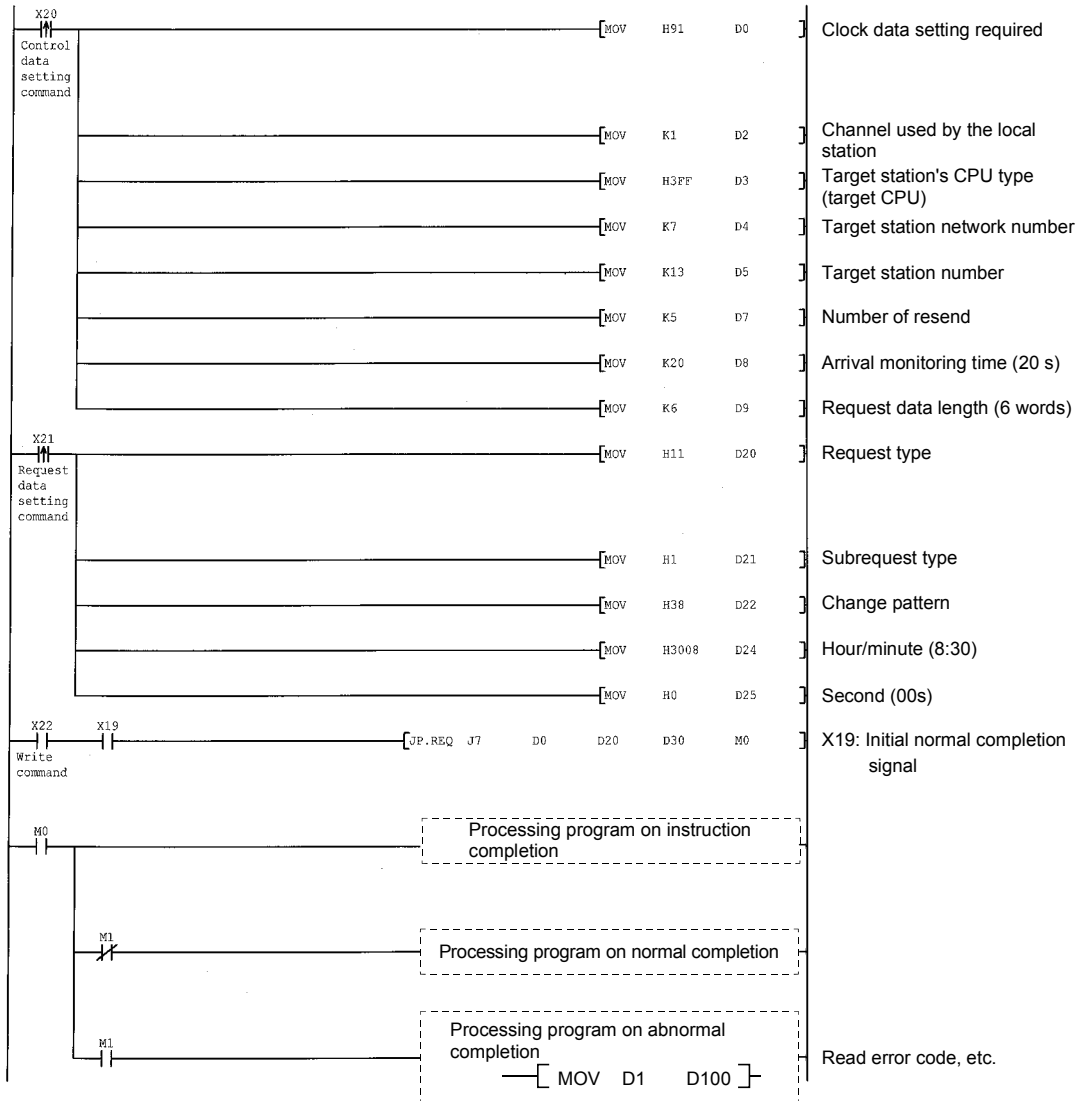 X20
[MOV H91 D0 ] Clock data setting required
Control
data
setting
command
[MOV K1 D2 ] Channel used by the local
station
[MOV H3FF D3 ] Target station's CPU type
(target CPU)
[MOV K7 D4 ] Target station network number
[MOV K13 D5 ] Target station number
[MOV K5 D7 ] Number of resend
[MOV K20 D8 ] Arrival monitoring time (20 s)
[MOV K6 D9 ] Request data length (6 words)
X21
[MOV H11 D20 ] Request type
Request
data
setting
command
[MOV H1 D21 ] Subrequest type
[MOV H38 D22 ] Change pattern
[MOV H3008 D24 ] Hour/minute (8:30)
[MOV H0 D25 ] Second (00s)
X22 X19
[JP.REQ J7 D0 D20 D30 M0 ] X19: Initial normal completion
signal
Write
command
M0
Processing program on instruction
completion
M1
Processing program on normal completion
M1
Processing program on abnormal
completion
[ MOV D1 D100 ]
Read error code, etc.